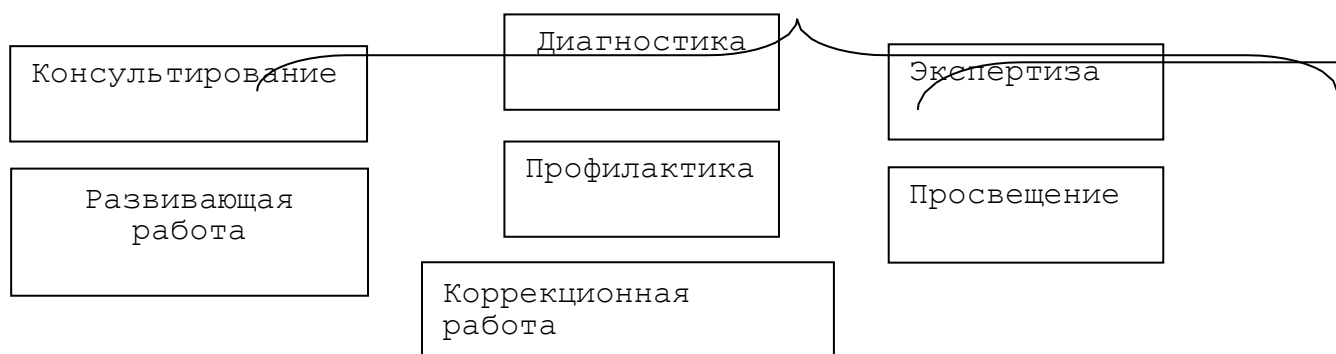 Диагностика
Консультирование
Экспертиза
Профилактика
Развивающая
работа
Просвещение
Коррекционная
работа